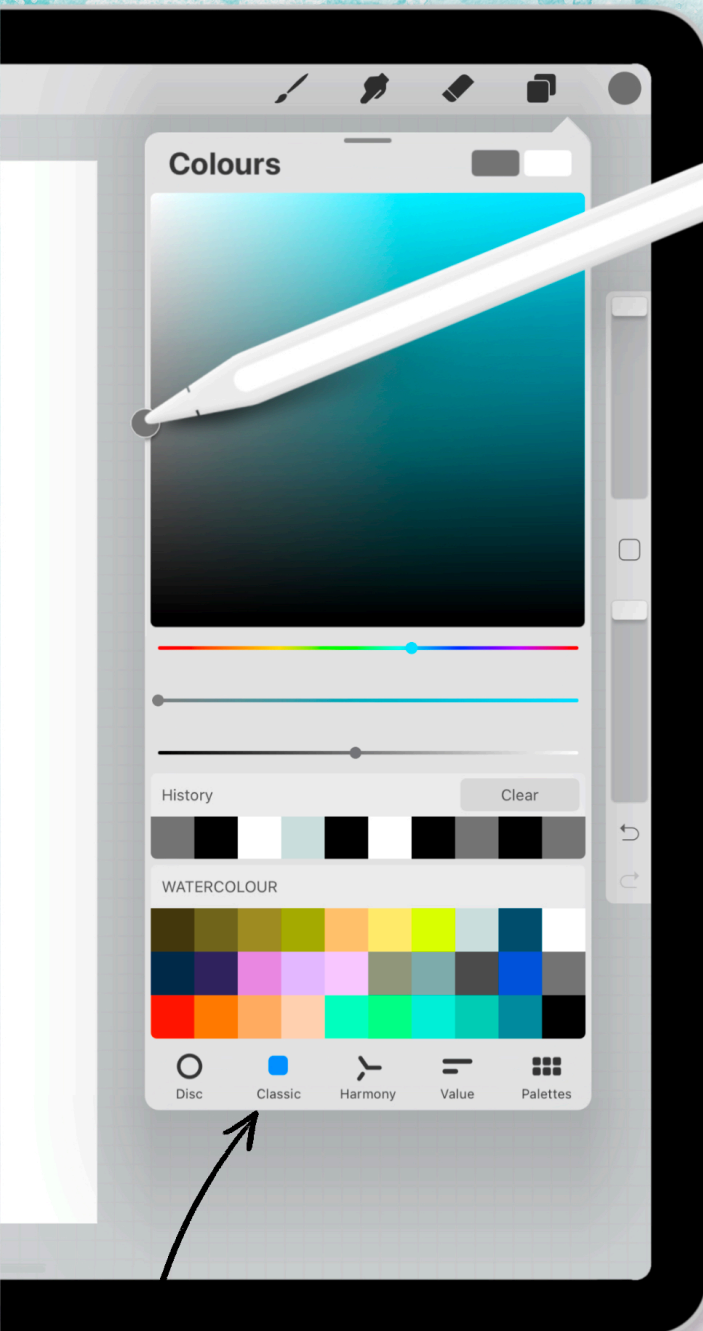 Colours
History
Clear
WATERCOLOUR
Disc
Classic
Harmony
Value
Palettes